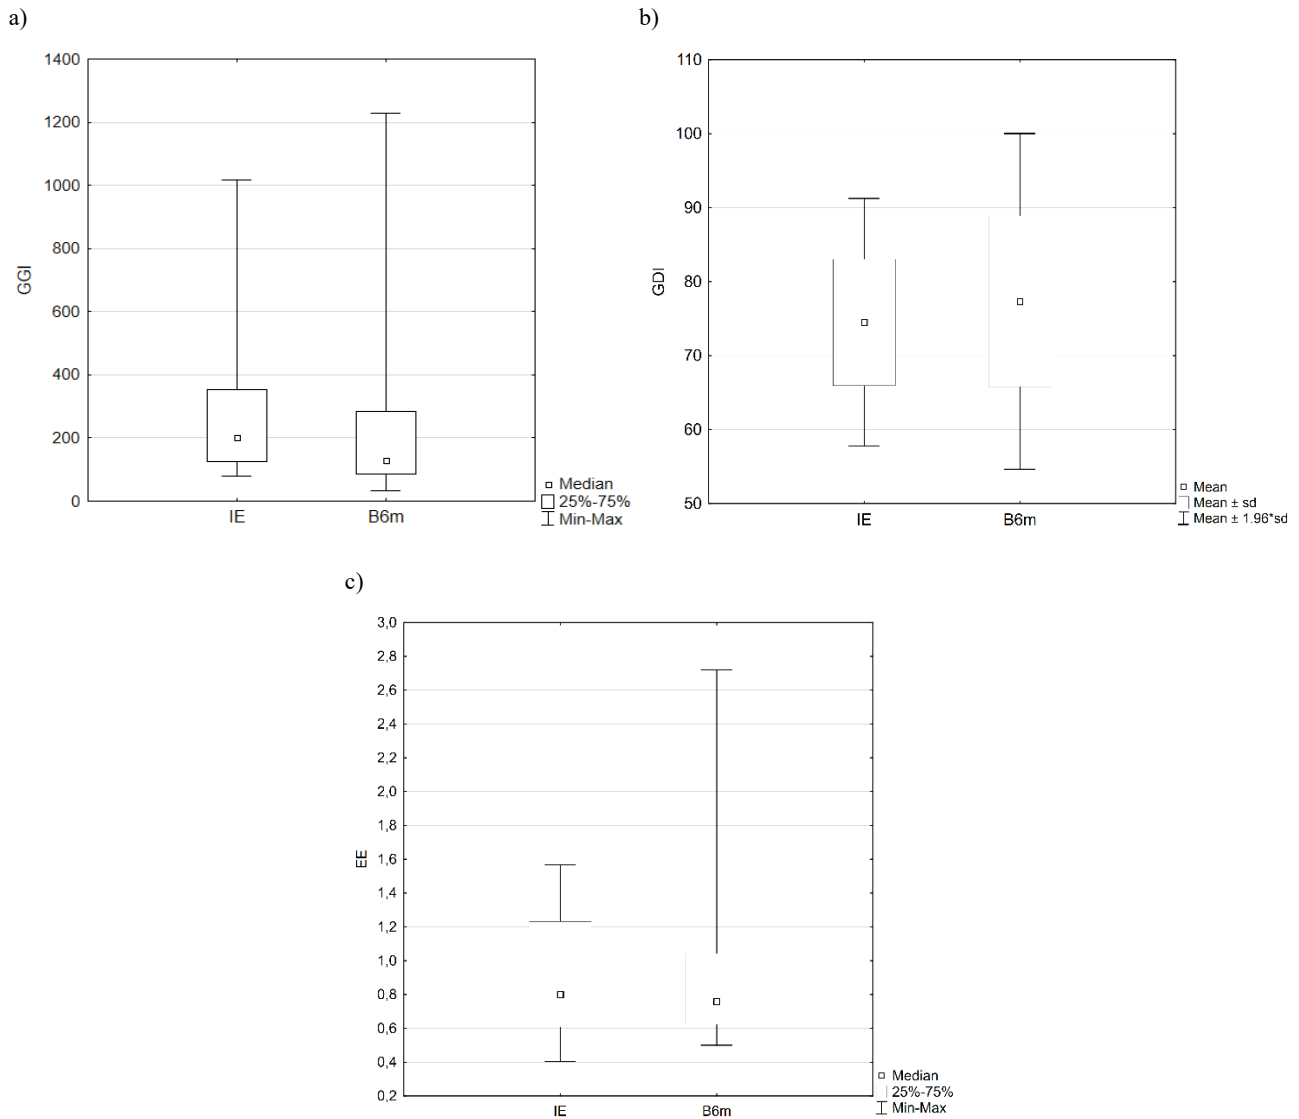 a)
1400
1200
1000
800
600
400
200
0
GGI
IE
B6m
Median
25%-75%
Min-Max
b)
110
100
90
80
70
60
50
GDI
IE
B6m
Mean
Mean ± sd
Mean ± 1.96*sd
c)
3,0
2,8
2,6
2,4
2,2
2,0
1,8
1,6
1,4
1,2
1,0
0,8
0,6
0,4
0,2
EE
IE
B6m
Median
25%-75%
Min-Max